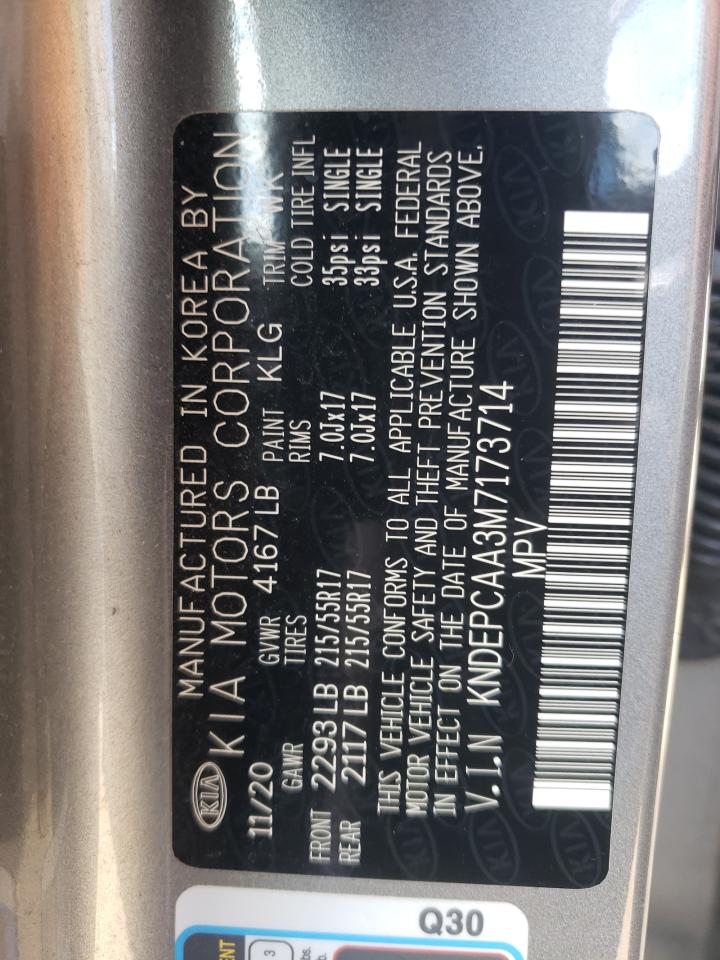 MANUFACTURED IN KOREA BY
KIA KIA MOTORS CORPORATION
11/20 GVWR 4167 LB PAINT KLG TRIM WK
GAWR TIRES RIMS COLD TIRE INFL
FRONT 2293 LB 215/55R17 7.0Jx17 35psi SINGLE
REAR 2117 LB 215/55R17 7.0Jx17 33psi SINGLE
THIS VEHICLE CONFORMS TO ALL APPLICABLE U.S.A. FEDERAL
MOTOR VEHICLE SAFETY AND THEFT PREVENTION STANDARDS
IN EFFECT ON THE DATE OF MANUFACTURE SHOWN ABOVE.
V.I.N KNDEPCAA3M7173714
MPV
Q30
3